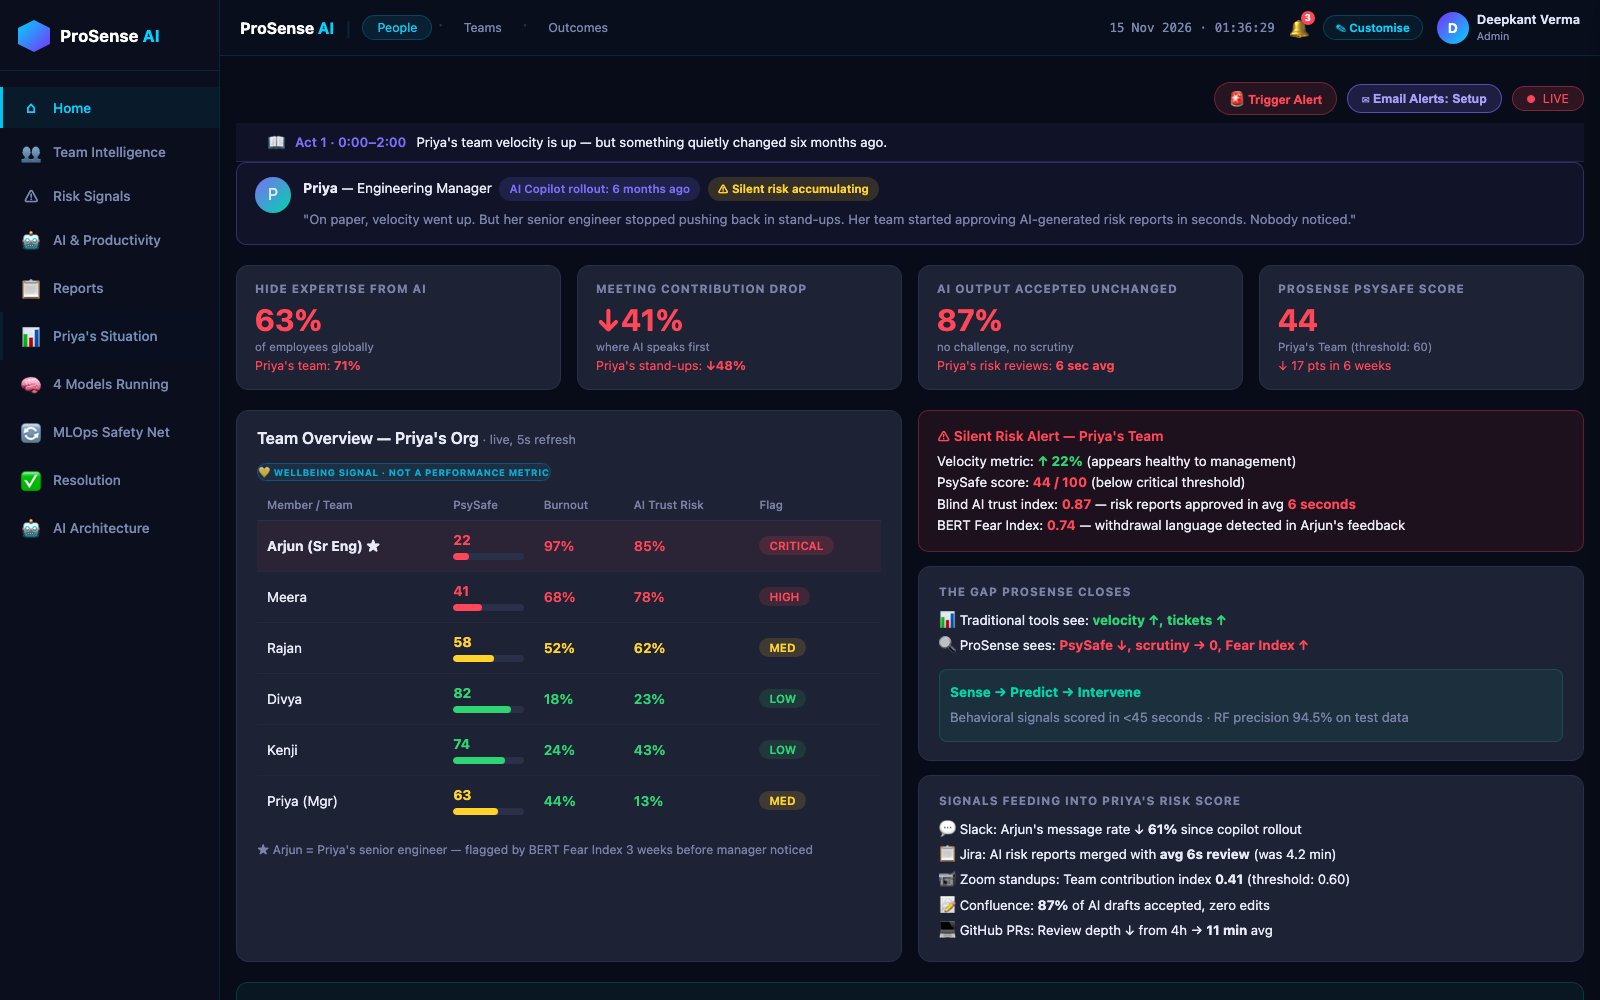 ProSense AI
Home
Team Intelligence
Risk Signals
AI & Productivity
Reports
Priya's Situation
4 Models Running
MLOps Safety Net
Resolution
AI Architecture
ProSense AI
People · Teams · Outcomes
15 Nov 2026 · 01:36:29
3
✎ Customise
D
Deepkant Verma
Admin
🚨 Trigger Alert
✉ Email Alerts: Setup
● LIVE
📖 Act 1 · 0:00–2:00 Priya's team velocity is up — but something quietly changed six months ago.
P
Priya — Engineering Manager AI Copilot rollout: 6 months ago ⚠ Silent risk accumulating
"On paper, velocity went up. But her senior engineer stopped pushing back in stand-ups. Her team started approving AI-generated risk reports in seconds. Nobody noticed."
HIDE EXPERTISE FROM AI
63%
of employees globally
Priya's team: 71%
MEETING CONTRIBUTION DROP
↓41%
where AI speaks first
Priya's stand-ups: ↓48%
AI OUTPUT ACCEPTED UNCHANGED
87%
no challenge, no scrutiny
Priya's risk reviews: 6 sec avg
PROSENSE PSYSAFE SCORE
44
Priya's Team (threshold: 60)
↓ 17 pts in 6 weeks
Team Overview — Priya's Org · live, 5s refresh
💛 WELLBEING SIGNAL · NOT A PERFORMANCE METRIC
Member / Team PsySafe Burnout AI Trust Risk Flag
Arjun (Sr Eng) ★ 22 97% 85% CRITICAL
Meera 41 68% 78% HIGH
Rajan 58 52% 62% MED
Divya 82 18% 23% LOW
Kenji 74 24% 43% LOW
Priya (Mgr) 63 44% 13% MED
★ Arjun = Priya's senior engineer — flagged by BERT Fear Index 3 weeks before manager noticed
⚠ Silent Risk Alert — Priya's Team
Velocity metric: ↑ 22% (appears healthy to management)
PsySafe score: 44 / 100 (below critical threshold)
Blind AI trust index: 0.87 — risk reports approved in avg 6 seconds
BERT Fear Index: 0.74 — withdrawal language detected in Arjun's feedback
THE GAP PROSENSE CLOSES
📊 Traditional tools see: velocity ↑, tickets ↑
🔍 ProSense sees: PsySafe ↓, scrutiny → 0, Fear Index ↑
Sense → Predict → Intervene
Behavioral signals scored in <45 seconds · RF precision 94.5% on test data
SIGNALS FEEDING INTO PRIYA'S RISK SCORE
💬 Slack: Arjun's message rate ↓ 61% since copilot rollout
📋 Jira: AI risk reports merged with avg 6s review (was 4.2 min)
📹 Zoom standups: Team contribution index 0.41 (threshold: 0.60)
📝 Confluence: 87% of AI drafts accepted, zero edits
💻 GitHub PRs: Review depth ↓ from 4h → 11 min avg